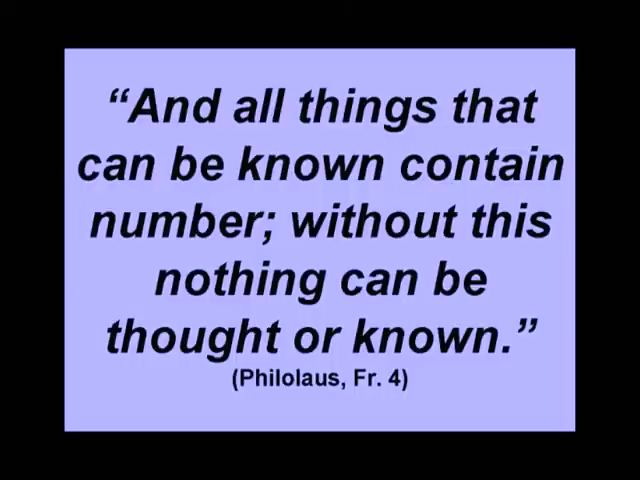 “And all things that
can be known contain
number; without this
nothing can be
thought or known.”
(Philolaus, Fr. 4)